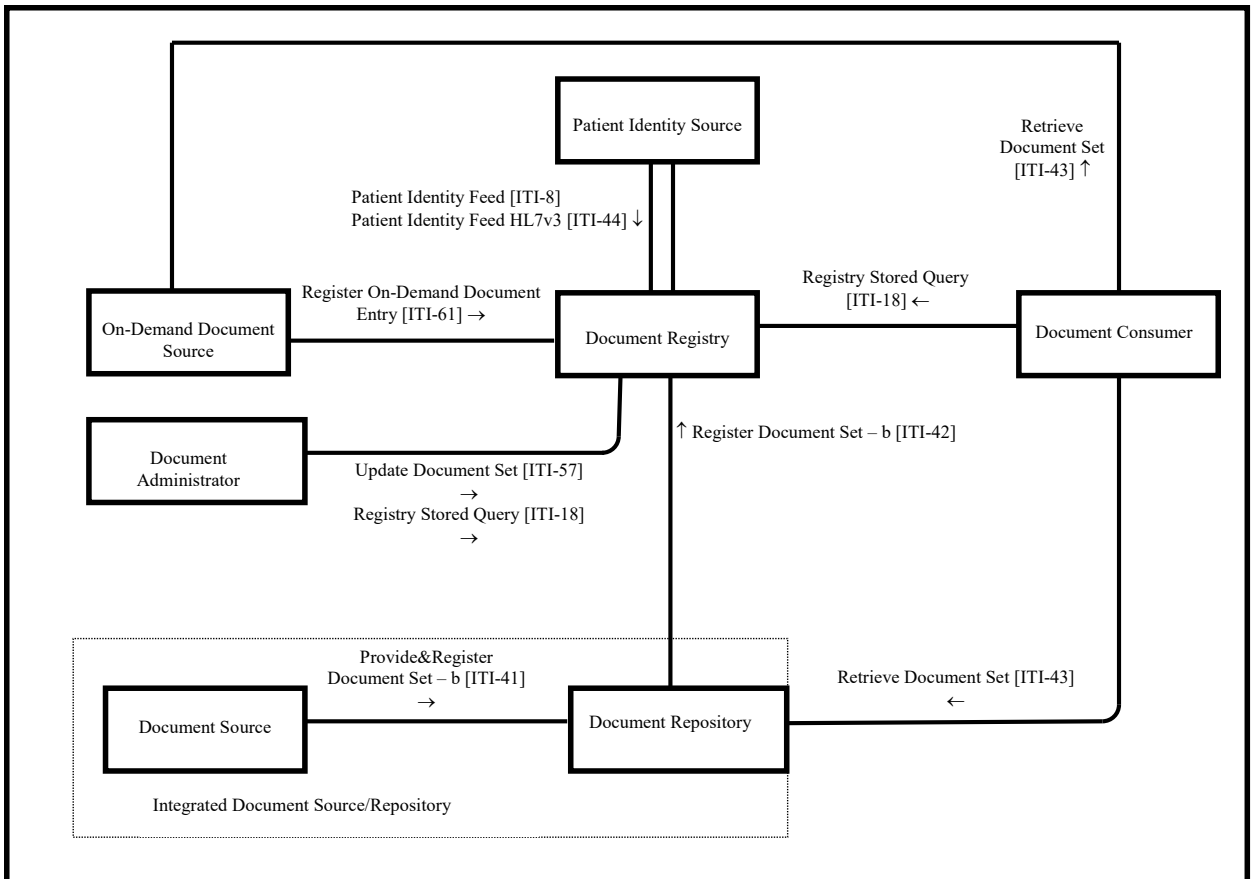 Patient Identity Source
Retrieve
Document Set
[ITI-43] ↑
Patient Identity Feed [ITI-8]
Patient Identity Feed HL7v3 [ITI-44] ↓
Register On-Demand Document
Entry [ITI-61] →
Registry Stored Query
[ITI-18] ←
On-Demand Document
Source
Document Registry
Document Consumer
↑ Register Document Set – b [ITI-42]
Document
Administrator
Update Document Set [ITI-57]
→
Registry Stored Query [ITI-18]
→
Provide&Register
Document Set – b [ITI-41]
→
Retrieve Document Set [ITI-43]
←
Document Source
Document Repository
Integrated Document Source/Repository